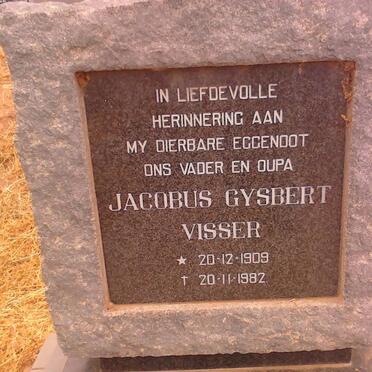 IN LIEFDEVOLLE
HERINNERING AAN
MY DIERBARE EGGENOOT
ONS VADER EN OUPA
JACOBUS GYSBERT
VISSER
* 20-12-1909
† 20-11-1982